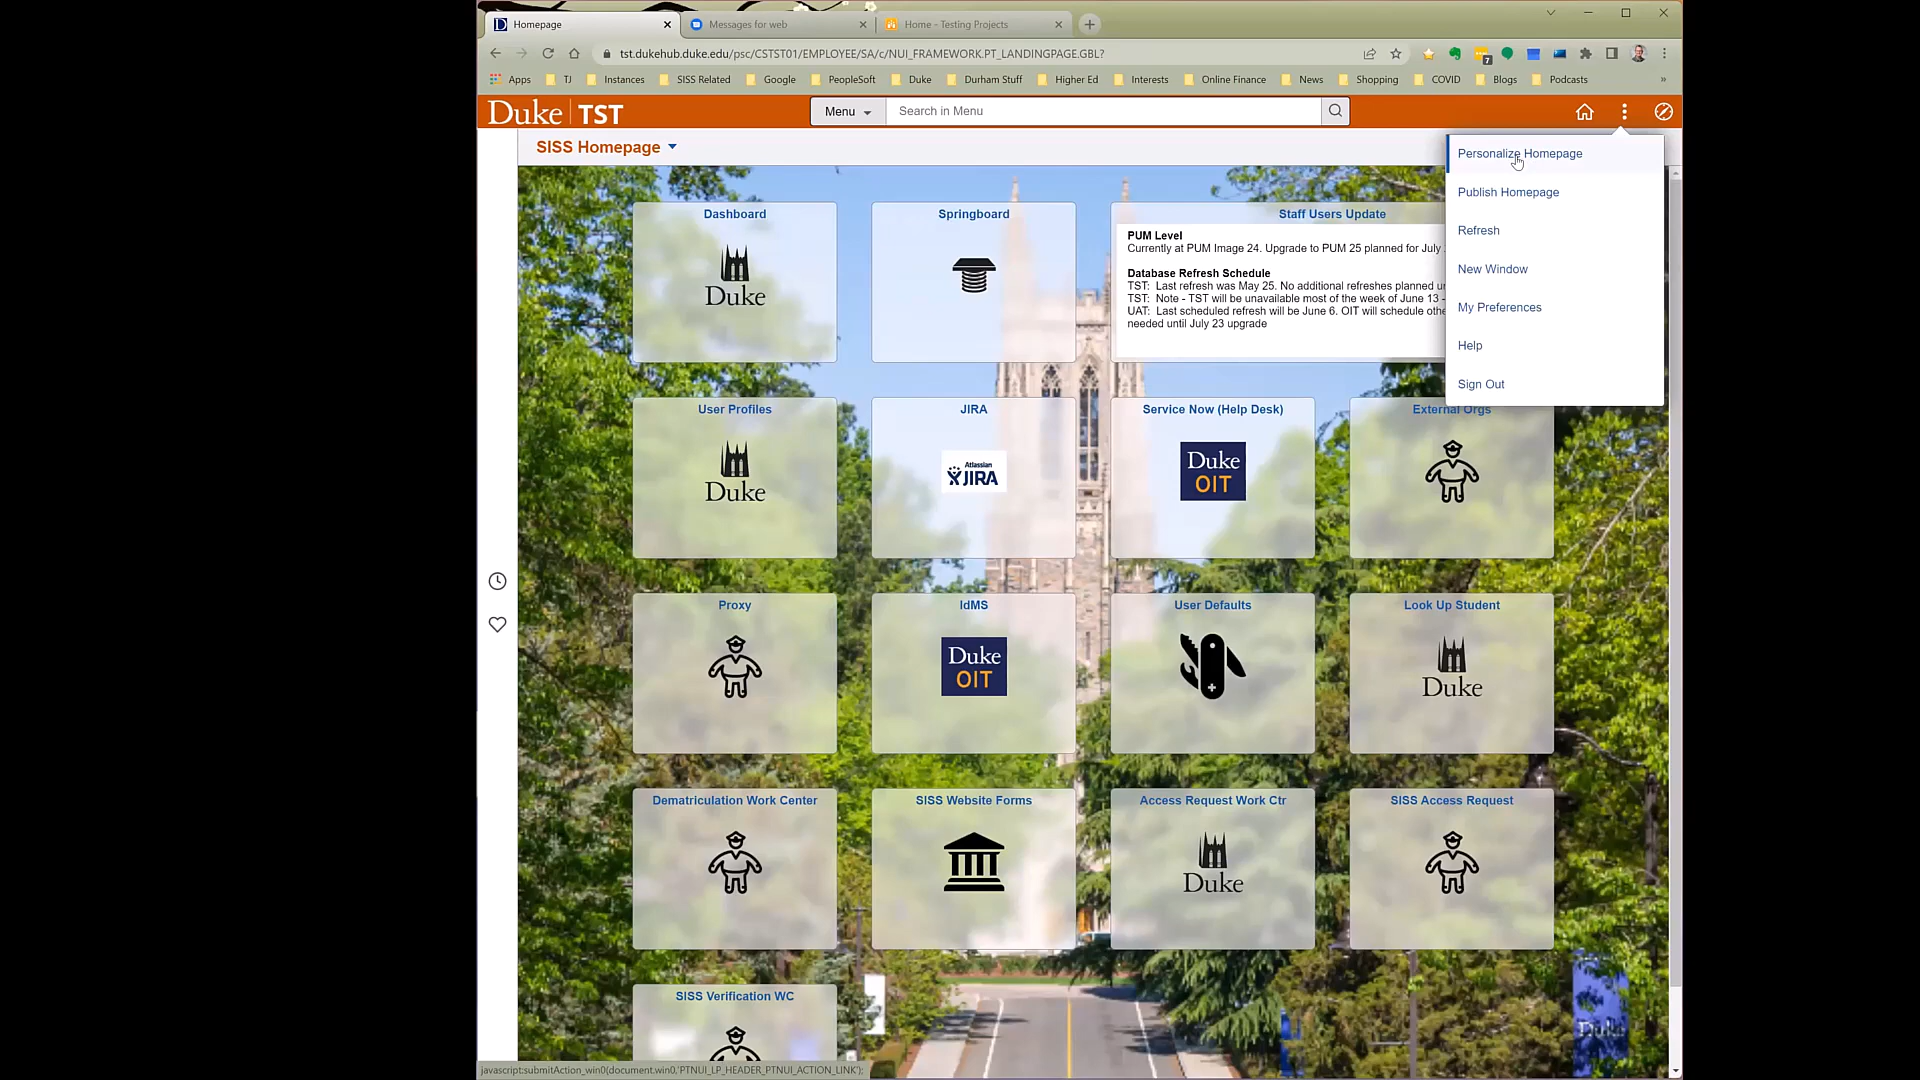 Homepage
Messages for web
Home - Testing Projects
tst.dukehub.duke.edu/psc/CSTST01/EMPLOYEE/SA/c/NUI_FRAMEWORK.PT_LANDINGPAGE.GBL?
7
Apps TJ Instances SISS Related Google PeopleSoft Duke Durham Stuff Higher Ed Interests Online Finance News Shopping COVID Blogs Podcasts »
Duke TST
Menu
Search in Menu
SISS Homepage
Personalize Homepage
Publish Homepage
Refresh
New Window
My Preferences
Help
Sign Out
Dashboard
Duke
Springboard
Staff Users Update
PUM Level
Currently at PUM Image 24. Upgrade to PUM 25 planned for July
Database Refresh Schedule
TST: Last refresh was May 25. No additional refreshes planned
TST: Note - TST will be unavailable most of the week of June 13 -
UAT: Last scheduled refresh will be June 6. OIT will schedule
needed until July 23 upgrade
User Profiles
Duke
JIRA
Atlassian
JIRA
Service Now (Help Desk)
Duke
OIT
External Orgs
Proxy
IdMS
Duke
OIT
User Defaults
Look Up Student
Duke
Dematriculation Work Center
SISS Website Forms
Access Request Work Ctr
Duke
SISS Access Request
SISS Verification WC
Duke
javascript:submitAction_win0(document.win0,'PTNUI_LP_HEADER_PTNUI_ACTION_LINK');